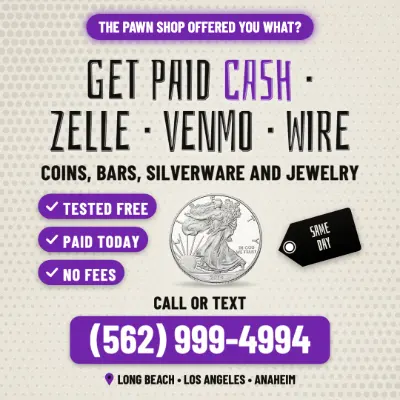 THE PAWN SHOP OFFERED YOU WHAT?
GET PAID CASH ·
ZELLE · VENMO · WIRE
COINS, BARS, SILVERWARE AND JEWELRY
TESTED FREE
PAID TODAY
NO FEES
SAME
DAY
CALL OR TEXT
(562) 999-4994
LONG BEACH • LOS ANGELES • ANAHEIM